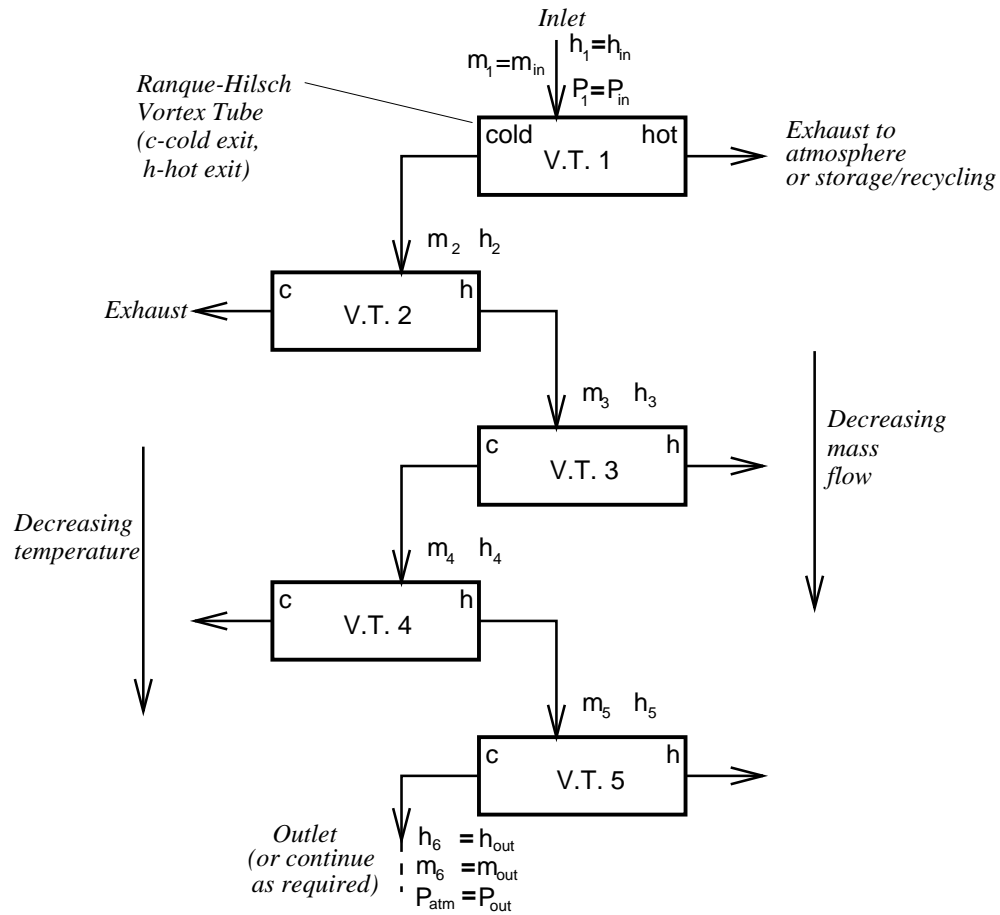 Inlet
m1=min
h1=hin
P1=Pin
Ranque-Hilsch
Vortex Tube
(c-cold exit,
h-hot exit)
cold
hot
V.T. 1
Exhaust to
atmosphere
or storage/recycling
m2 h2
c
h
V.T. 2
Exhaust
m3 h3
c
h
V.T. 3
Decreasing
mass
flow
Decreasing
temperature
m4 h4
c
h
V.T. 4
m5 h5
c
h
V.T. 5
Outlet
(or continue
as required)
h6 =hout
m6 =mout
Patm=Pout